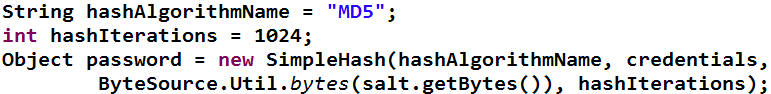 String hashAlgorithmName = "MD5";
int hashIterations = 1024;
Object password = new SimpleHash(hashAlgorithmName, credentials,
        ByteSource.Util.bytes(salt.getBytes()), hashIterations);